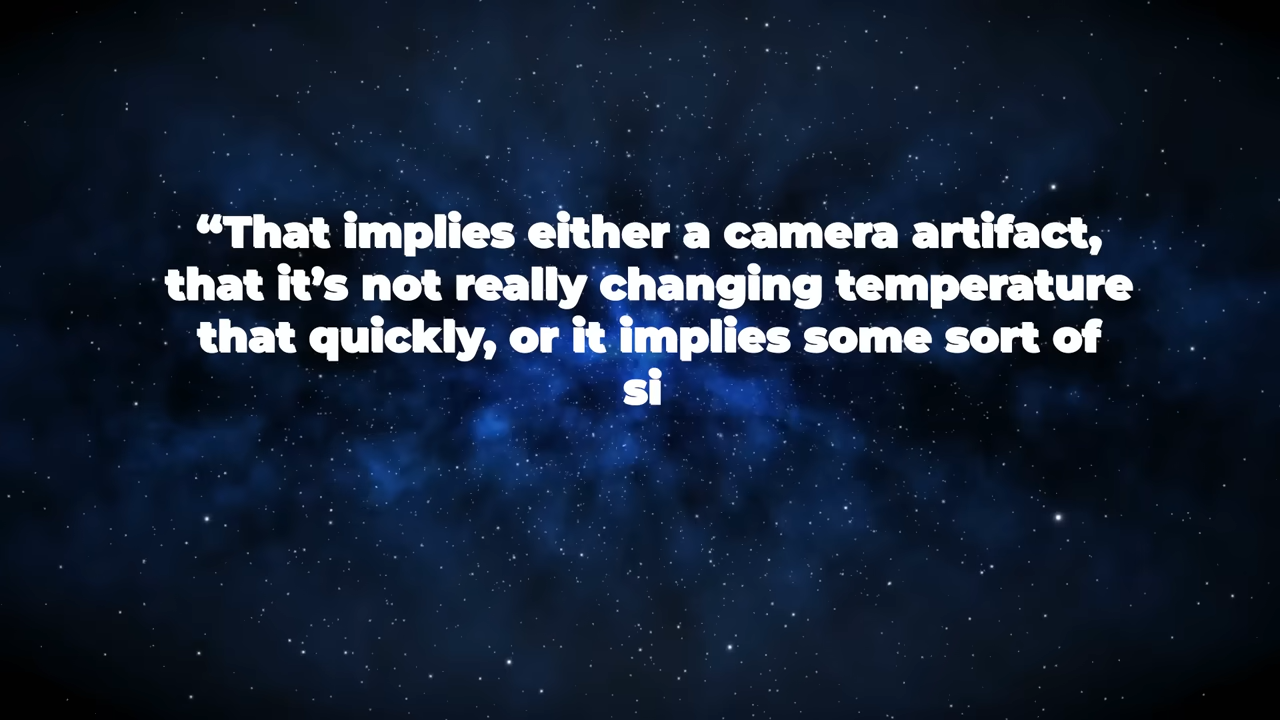 “That implies either a camera artifact,
that it’s not really changing temperature
that quickly, or it implies some sort of
si